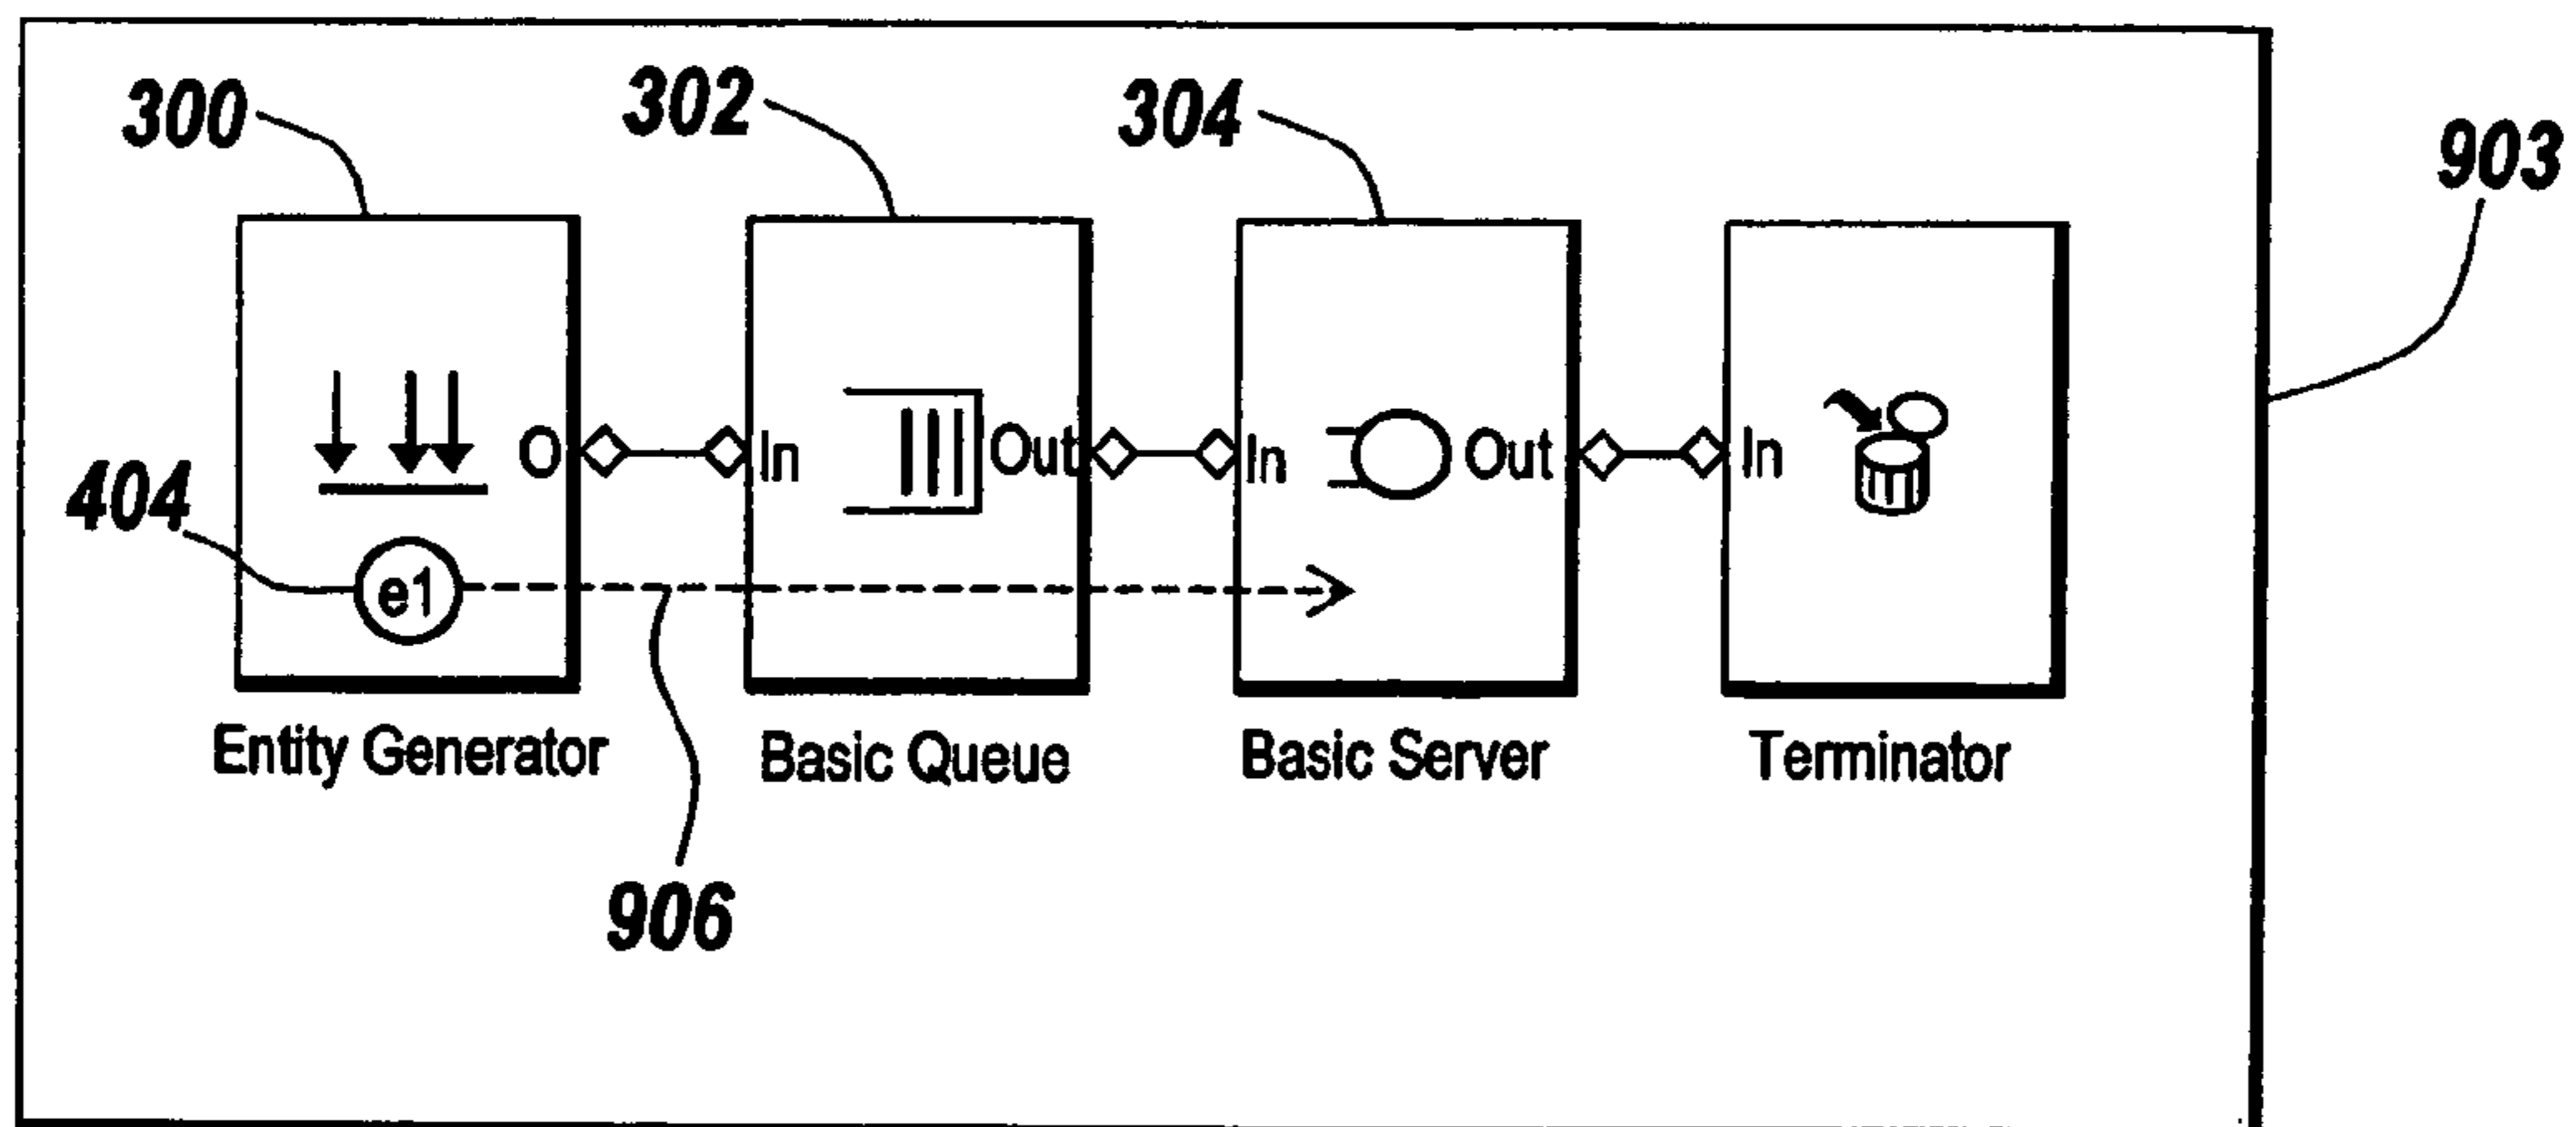 300 302 304
903
O In Out In Out In
404
e1
Entity Generator Basic Queue Basic Server Terminator
906